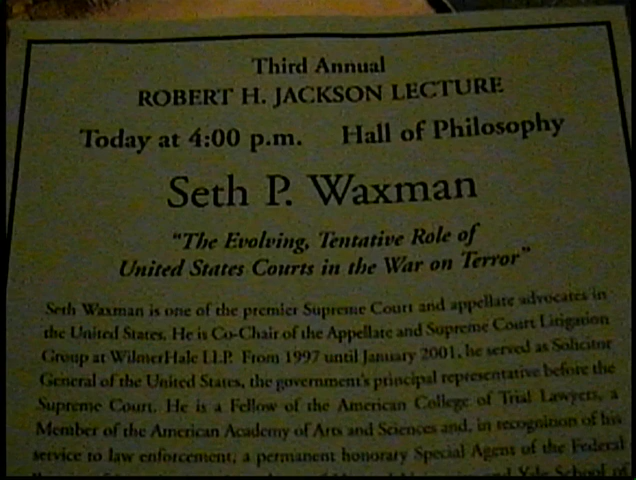 Third Annual
ROBERT H. JACKSON LECTURE
Today at 4:00 p.m. Hall of Philosophy
Seth P. Waxman
"The Evolving, Tentative Role of
United States Courts in the War on Terror"
Seth Waxman is one of the premier Supreme Court and appellate advocates in
the United States. He is Co-Chair of the Appellate and Supreme Court Litigation
Group at WilmerHale LLP. From 1997 until January 2001, he served as Solicitor
General of the United States, the government's principal representative before the
Supreme Court. He is a Fellow of the American College of Trial Lawyers, a
Member of the American Academy of Arts and Sciences and, in recognition of his
service to law enforcement, a permanent honorary Special Agent of the Federal
and Yale School of